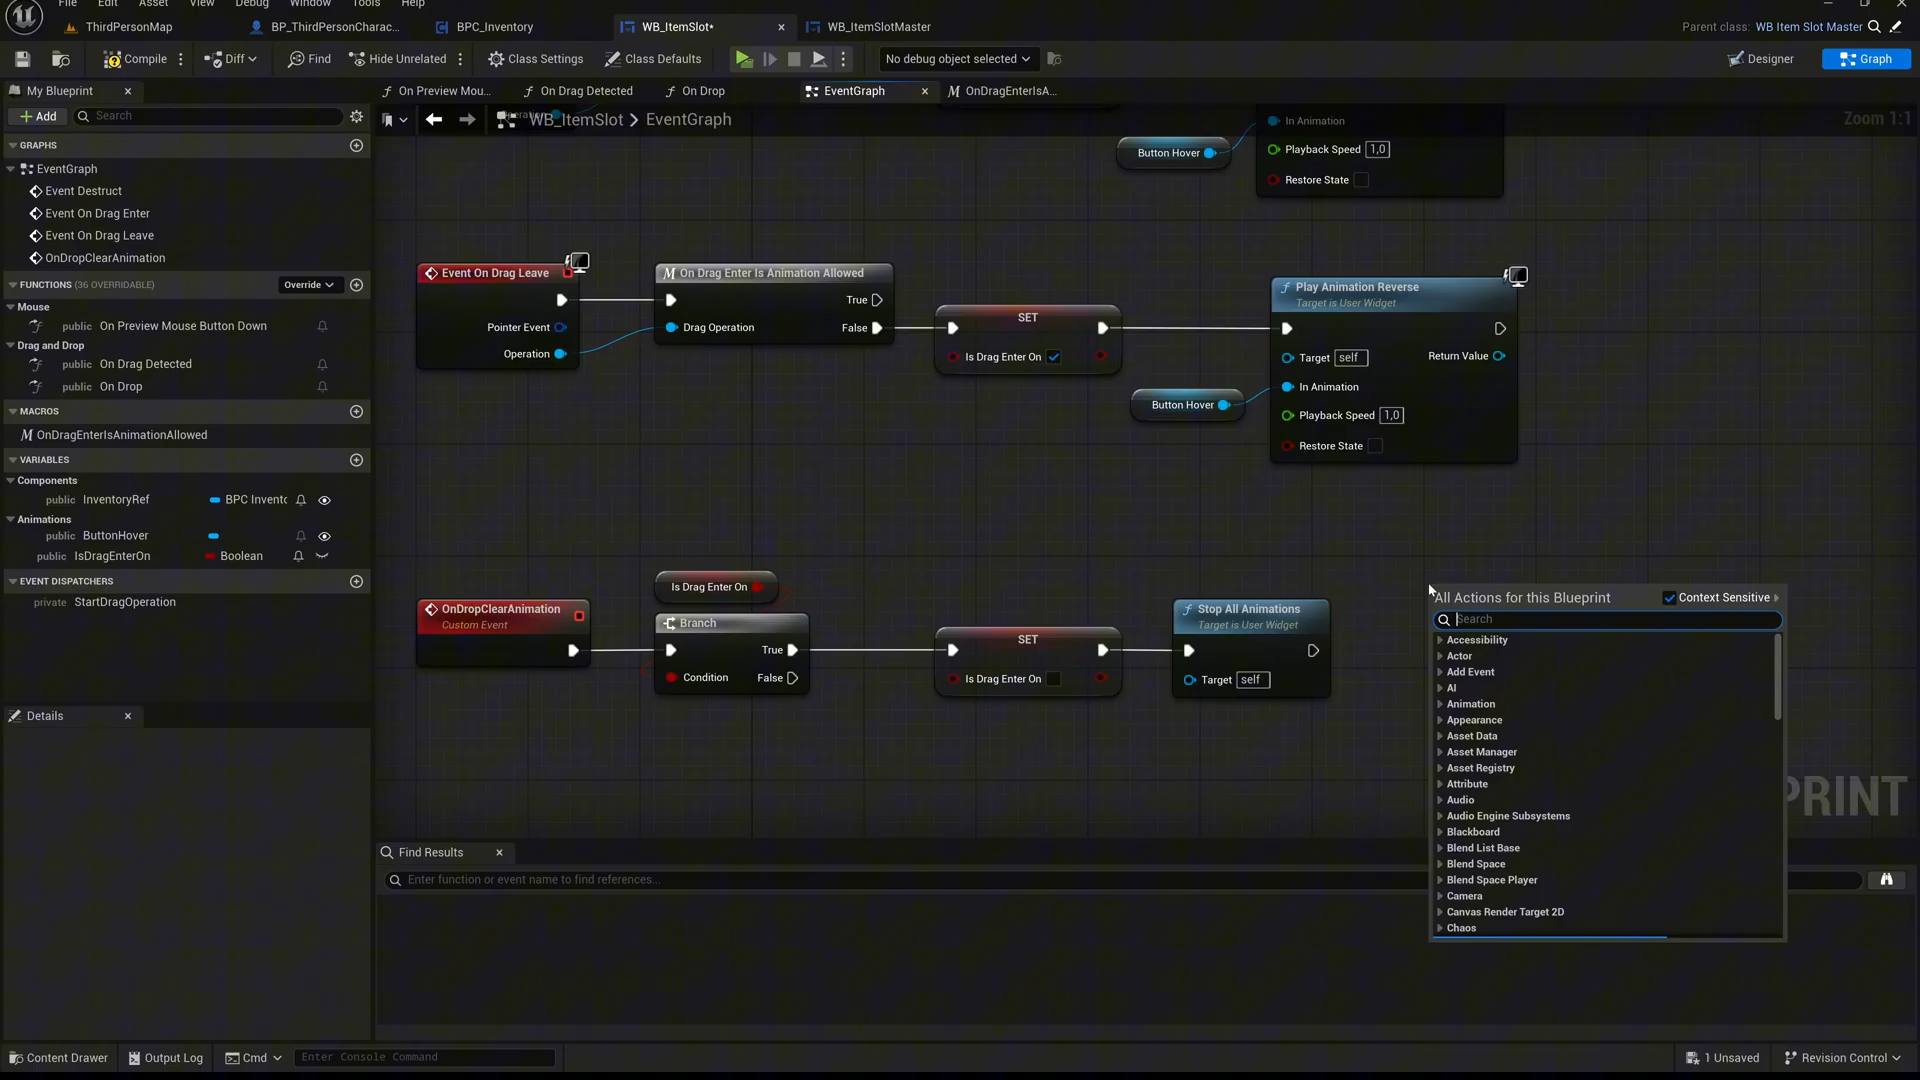 File Edit Asset View Debug Window Tools Help
ThirdPersonMap
BP_ThirdPersonCharac...
BPC_Inventory
WB_ItemSlot*
WB_ItemSlotMaster
Parent class: WB Item Slot Master
Compile
Diff
Find
Hide Unrelated
Class Settings
Class Defaults
No debug object selected
Designer
Graph
My Blueprint
On Preview Mou...
On Drag Detected
On Drop
EventGraph
OnDragEnterIsA...
Add
Search
WB_ItemSlot > EventGraph
Zoom 1:1
GRAPHS
EventGraph
Event Destruct
Event On Drag Enter
Event On Drag Leave
OnDropClearAnimation
FUNCTIONS (36 OVERRIDABLE)
Override
Mouse
public On Preview Mouse Button Down
Drag and Drop
public On Drag Detected
public On Drop
MACROS
OnDragEnterIsAnimationAllowed
VARIABLES
Components
public InventoryRef BPC Invento
Animations
public ButtonHover
public IsDragEnterOn Boolean
EVENT DISPATCHERS
private StartDragOperation
Details
Operation
Button Hover
In Animation
Playback Speed 1,0
Restore State
Event On Drag Leave
Pointer Event
Operation
On Drag Enter Is Animation Allowed
True
Drag Operation
False
SET
Is Drag Enter On
Button Hover
Play Animation Reverse
Target is User Widget
Target self
Return Value
In Animation
Playback Speed 1,0
Restore State
OnDropClearAnimation
Custom Event
Is Drag Enter On
Branch
True
Condition
False
SET
Is Drag Enter On
Stop All Animations
Target is User Widget
Target self
All Actions for this Blueprint
Context Sensitive
Search
Accessibility
Actor
Add Event
AI
Animation
Appearance
Asset Data
Asset Manager
Asset Registry
Attribute
Audio
Audio Engine Subsystems
Blackboard
Blend List Base
Blend Space
Blend Space Player
Camera
Canvas Render Target 2D
Chaos
PRINT
Find Results
Enter function or event name to find references...
Content Drawer
Output Log
Cmd
Enter Console Command
1 Unsaved
Revision Control